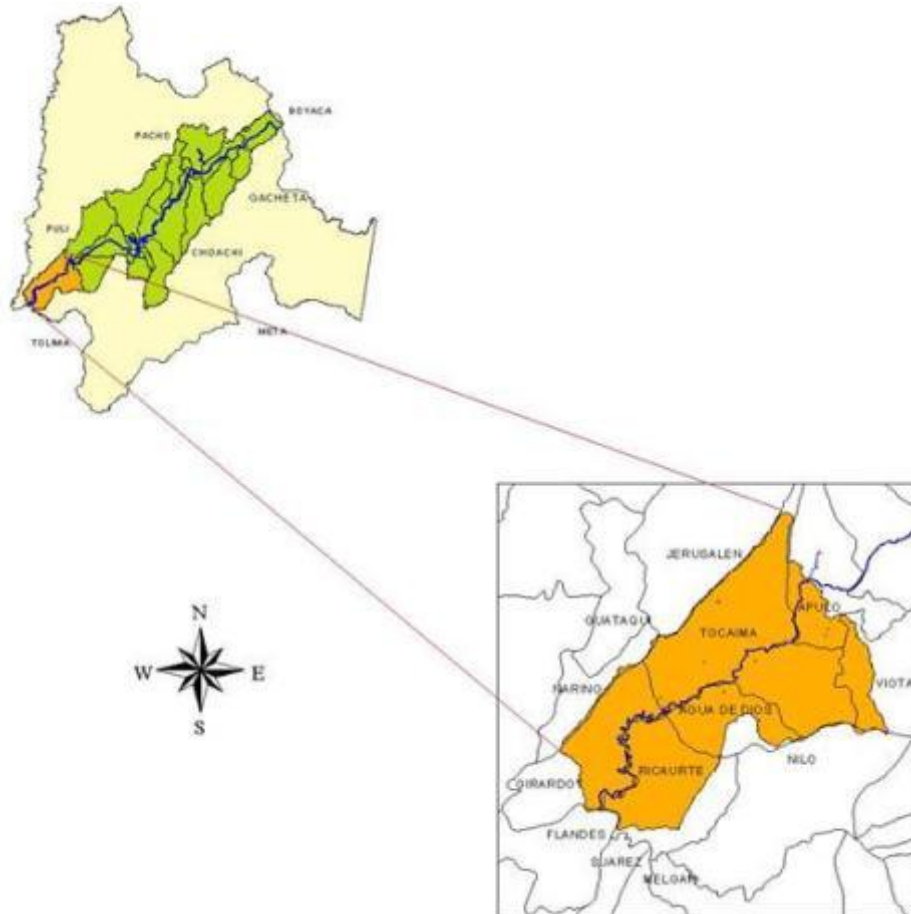 BOYACA
PACHO
GACHETA
PULI
CHOACHI
META
TOLIMA
JERUSALEN
APULO
GUATAQUI
TOCAIMA
NARINO
VIOTA
AGUA DE DIOS
NILO
RICAURTE
GIRARDOT
FLANDES
SUAREZ
MELGAR
N
W E
S